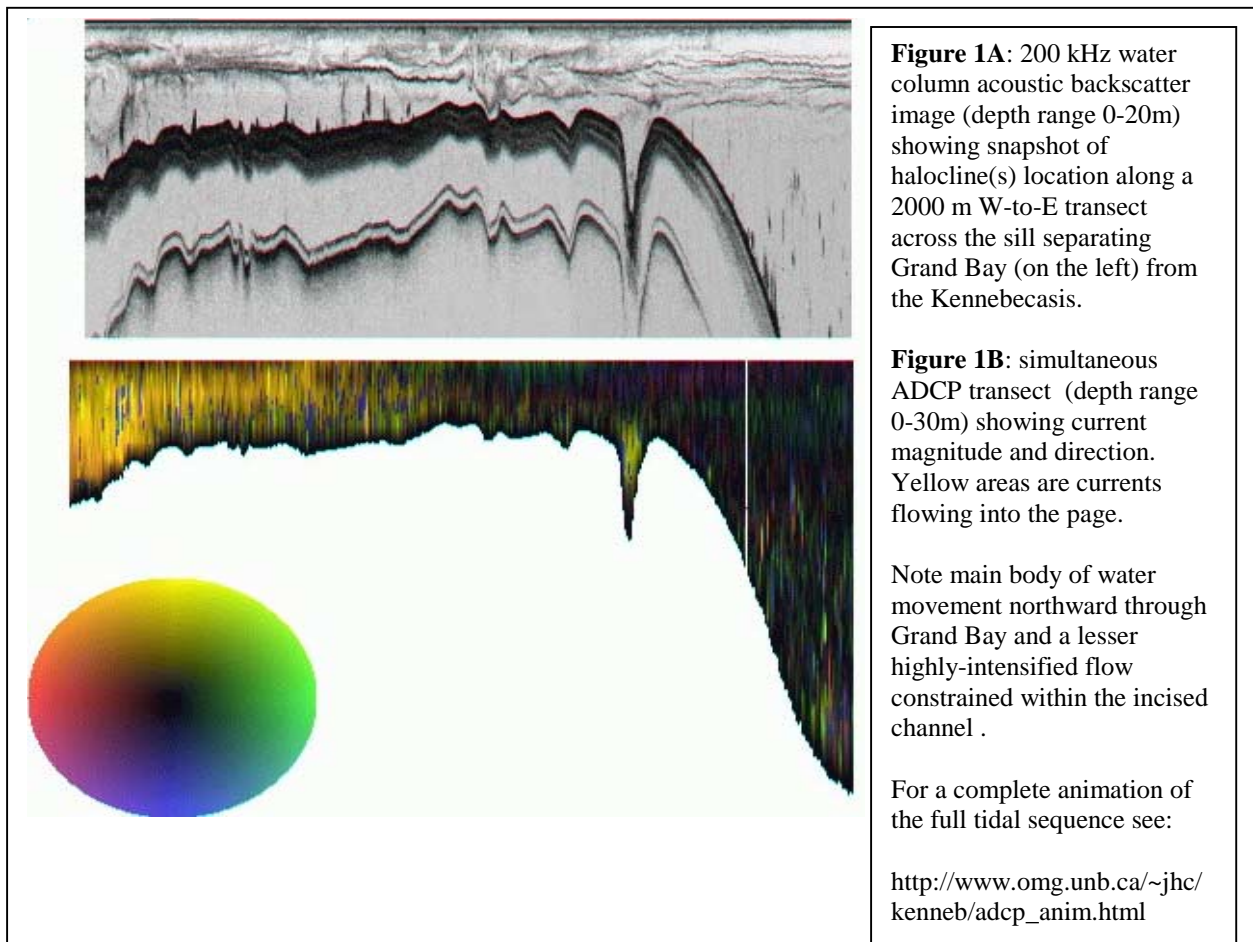 Figure 1A: 200 kHz water
column acoustic backscatter
image (depth range 0-20m)
showing snapshot of
halocline(s) location along a
2000 m W-to-E transect
across the sill separating
Grand Bay (on the left) from
the Kennebecasis.
Figure 1B: simultaneous
ADCP transect (depth range
0-30m) showing current
magnitude and direction.
Yellow areas are currents
flowing into the page.
Note main body of water
movement northward through
Grand Bay and a lesser
highly-intensified flow
constrained within the incised
channel .
For a complete animation of
the full tidal sequence see:
http://www.omg.unb.ca/~jhc/
kenneb/adcp_anim.html